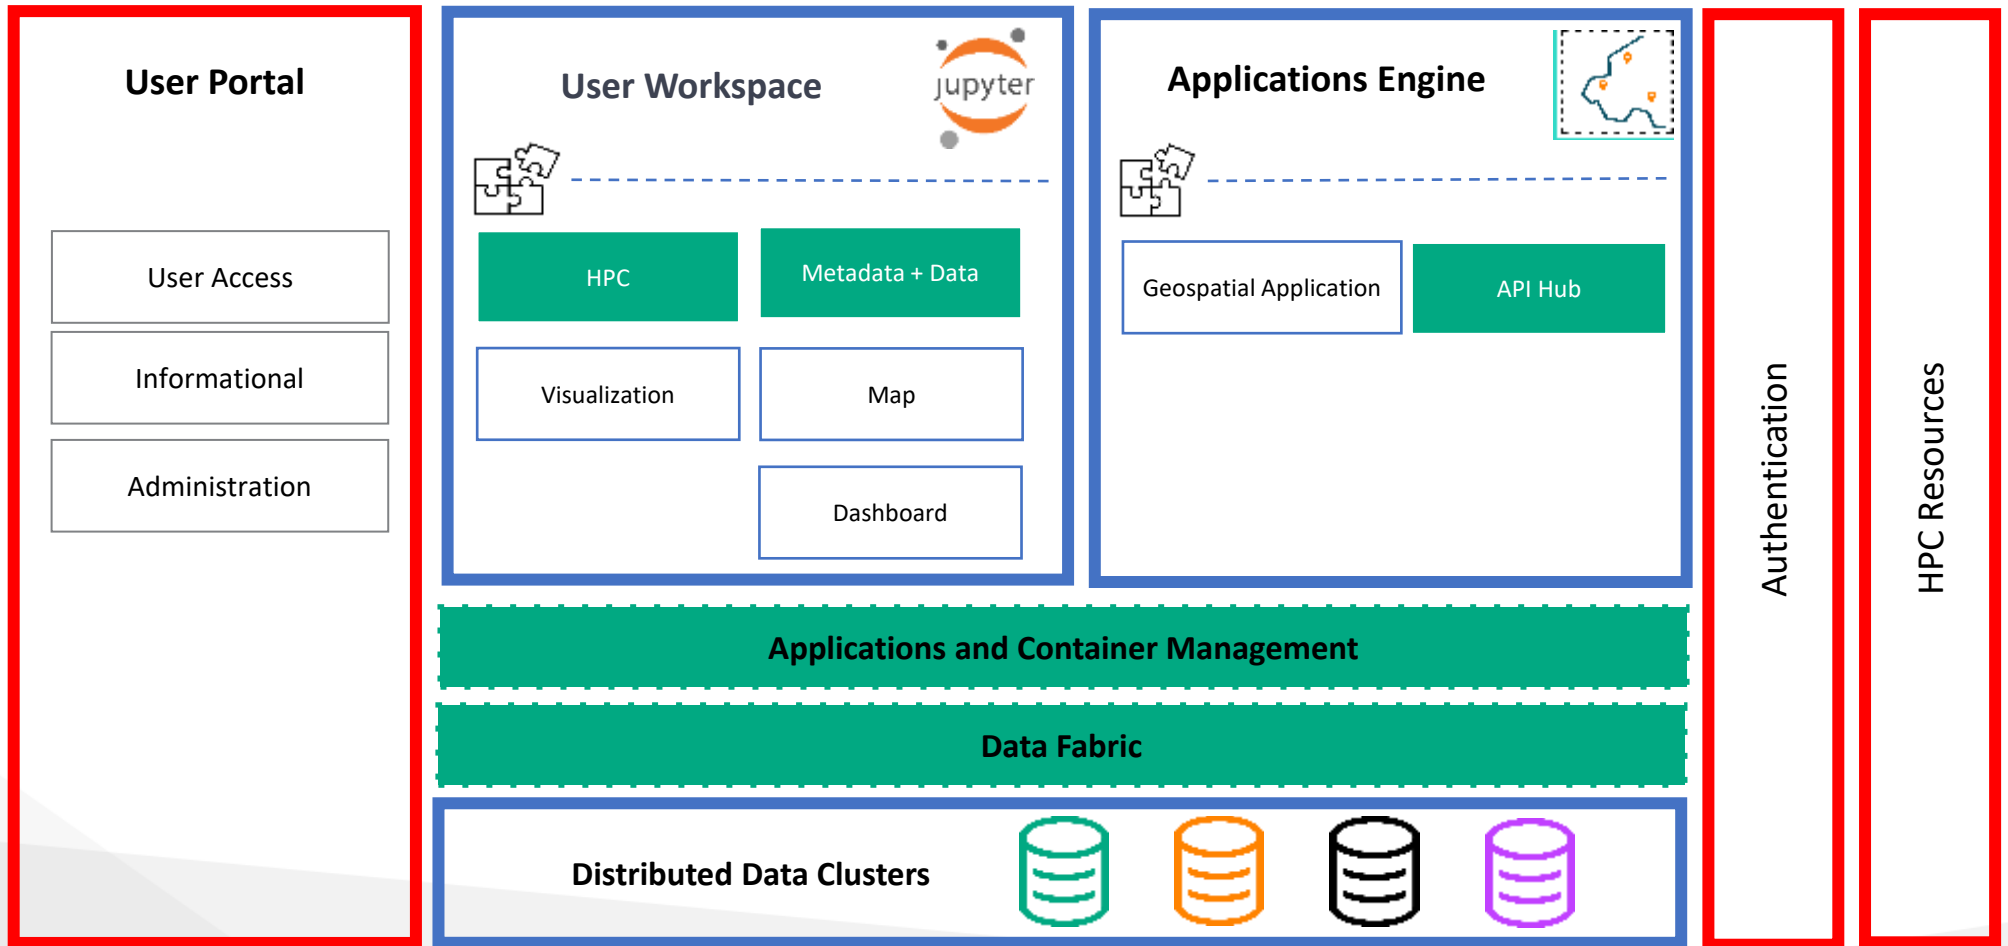 User Portal
User Access
Informational
Administration
User Workspace
jupyter
HPC
Metadata + Data
Visualization
Map
Dashboard
Applications Engine
Geospatial Application
API Hub
Applications and Container Management
Data Fabric
Distributed Data Clusters
Authentication
HPC Resources